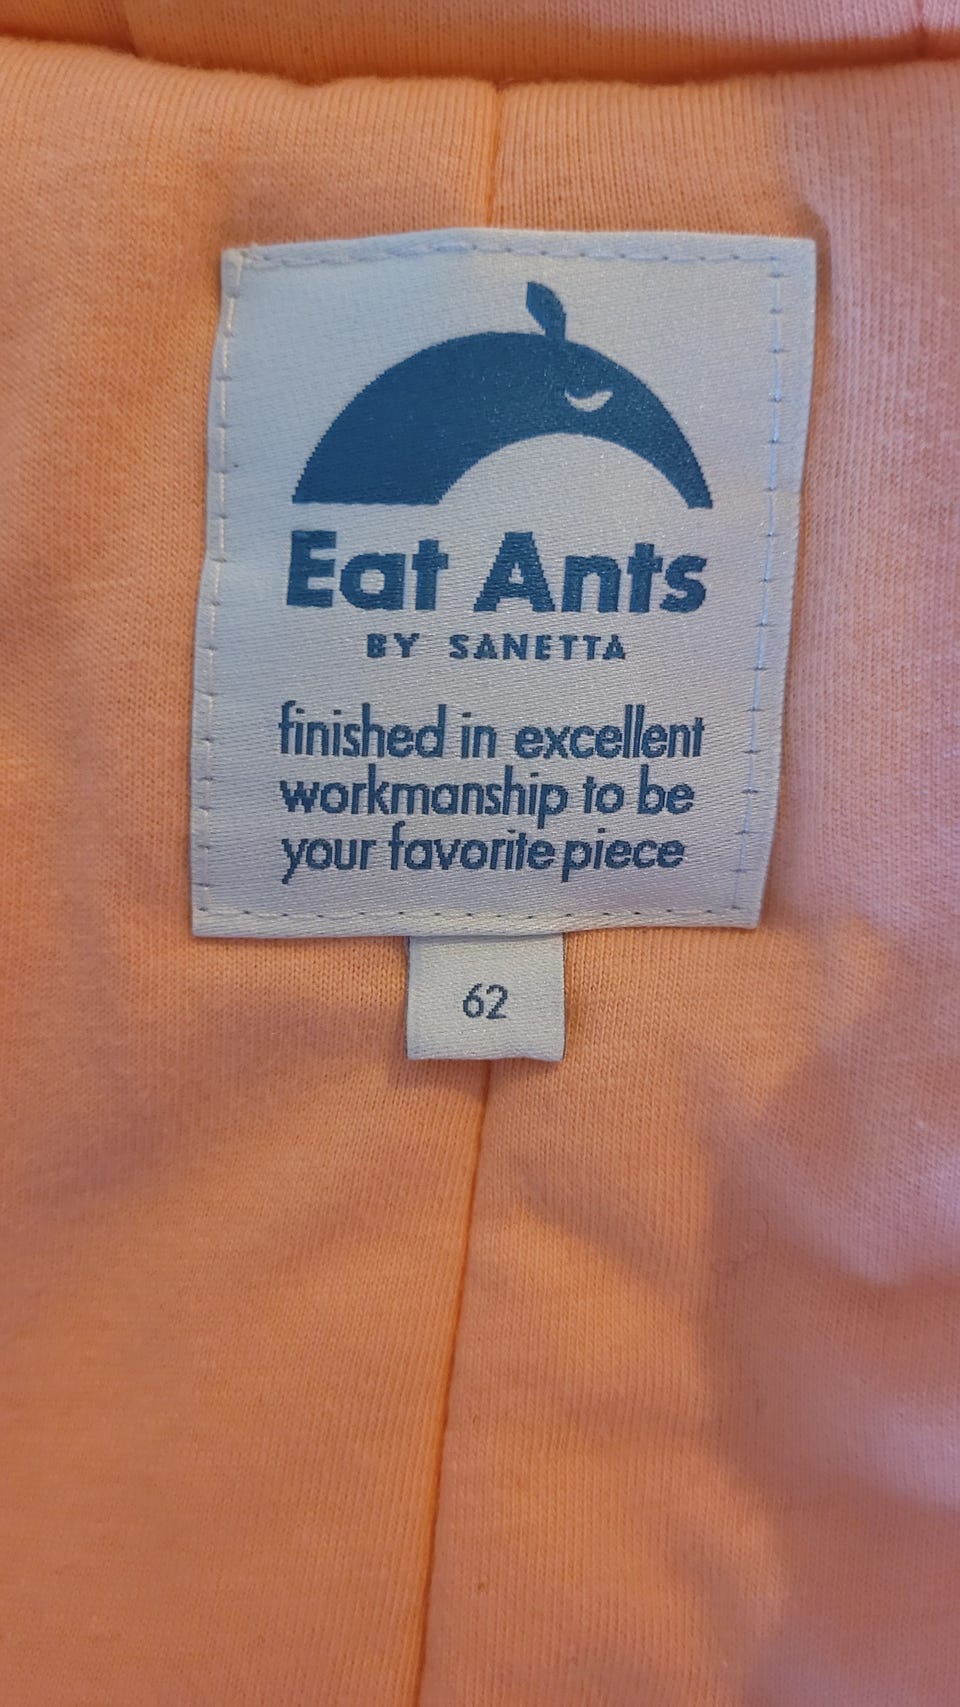 Eat Ants
BY SANETTA
finished in excellent
workmanship to be
your favorite piece
62